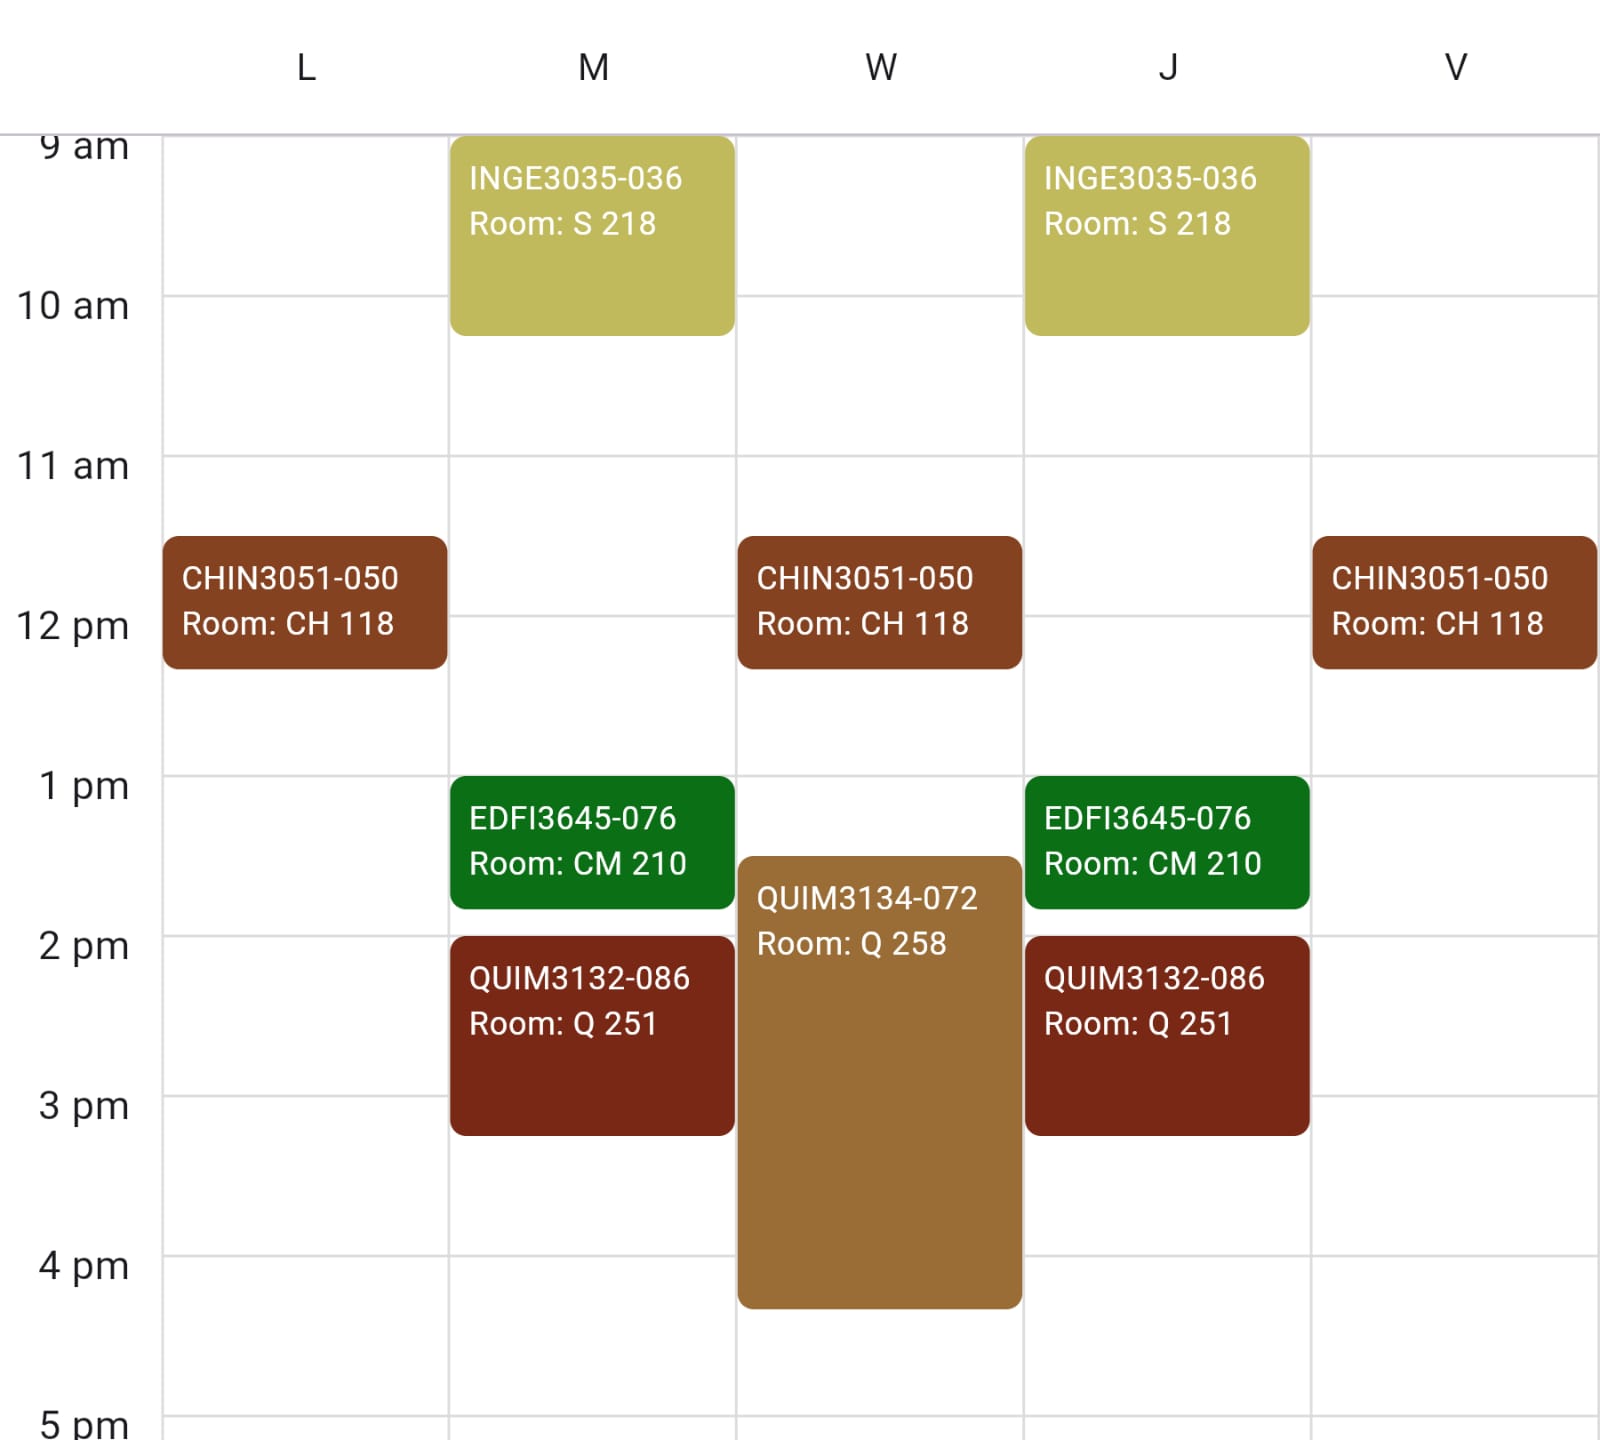 L M W J V
9 am
INGE3035-036
Room: S 218
INGE3035-036
Room: S 218
10 am
11 am
CHIN3051-050
Room: CH 118
CHIN3051-050
Room: CH 118
CHIN3051-050
Room: CH 118
12 pm
1 pm
EDFI3645-076
Room: CM 210
EDFI3645-076
Room: CM 210
QUIM3134-072
Room: Q 258
2 pm
QUIM3132-086
Room: Q 251
QUIM3132-086
Room: Q 251
3 pm
4 pm
5 pm